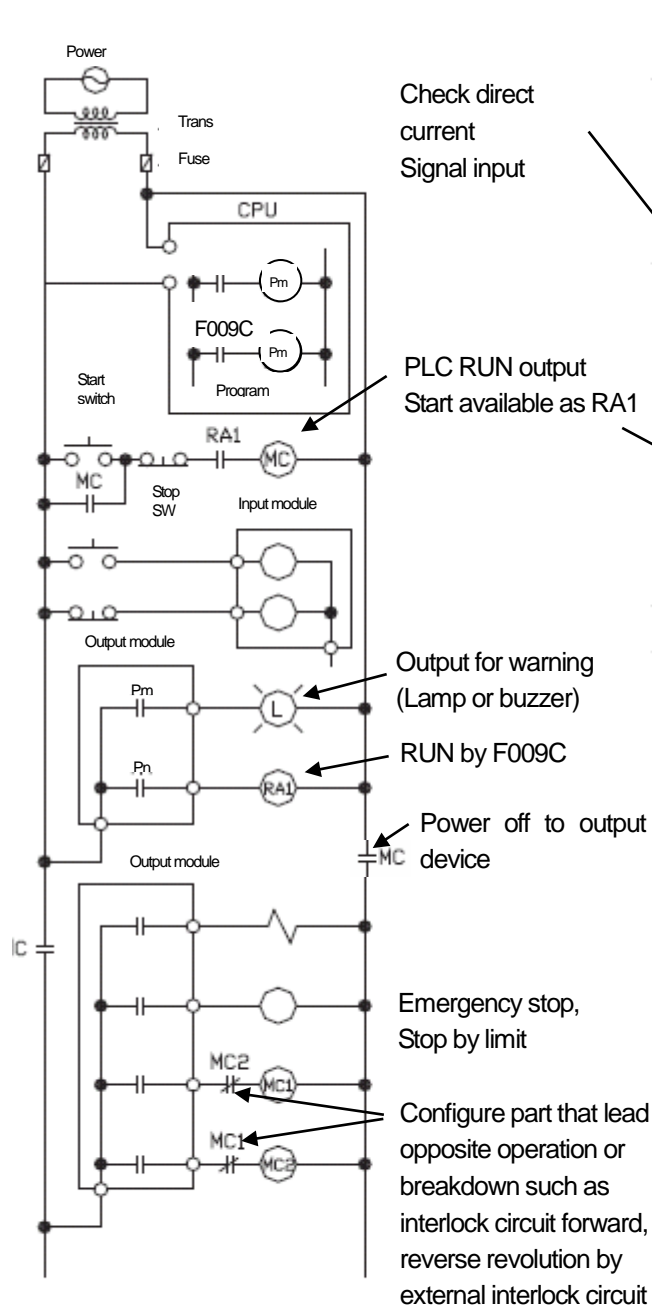 Power
Check direct
current
Signal input
Trans
Fuse
CPU
Pm
F009C
Pm
Program
Start
switch
PLC RUN output
Start available as RA1
RA1
MC
MC
Stop
SW
Input module
Output module
Output for warning
(Lamp or buzzer)
Pm
L
RUN by F009C
Pn
RA1
Power off to output
device
MC
Output module
Emergency stop,
Stop by limit
MC2
MC1
Configure part that lead
opposite operation or
breakdown such as
interlock circuit forward,
reverse revolution by
external interlock circuit
MC1
MC2